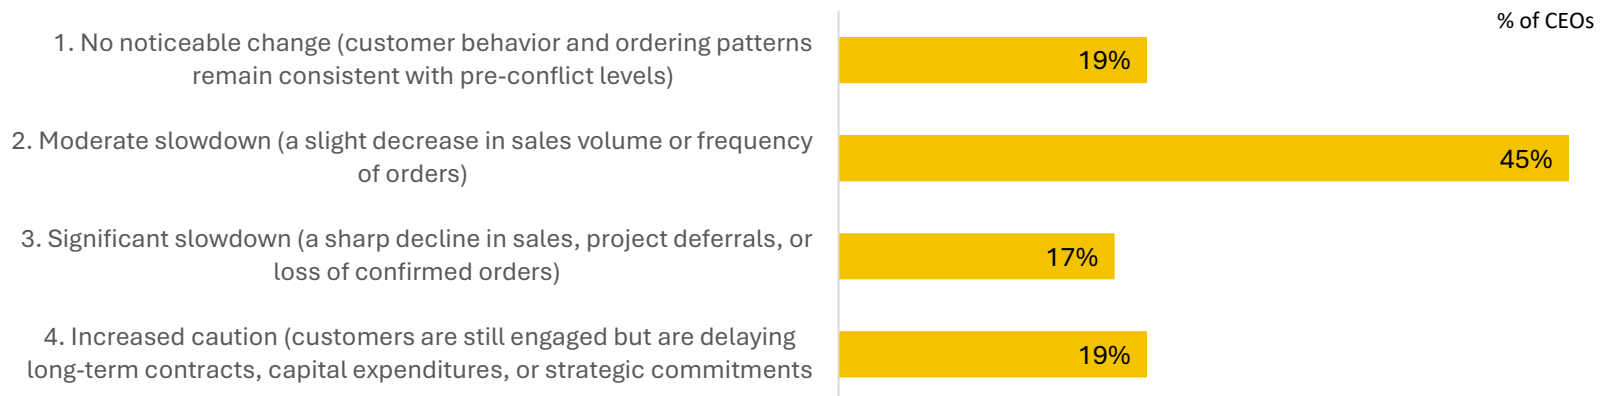 % of CEOs
1. No noticeable change (customer behavior and ordering patterns
remain consistent with pre-conflict levels)
19%
2. Moderate slowdown (a slight decrease in sales volume or frequency
of orders)
45%
3. Significant slowdown (a sharp decline in sales, project deferrals, or
loss of confirmed orders)
17%
4. Increased caution (customers are still engaged but are delaying
long-term contracts, capital expenditures, or strategic commitments
19%